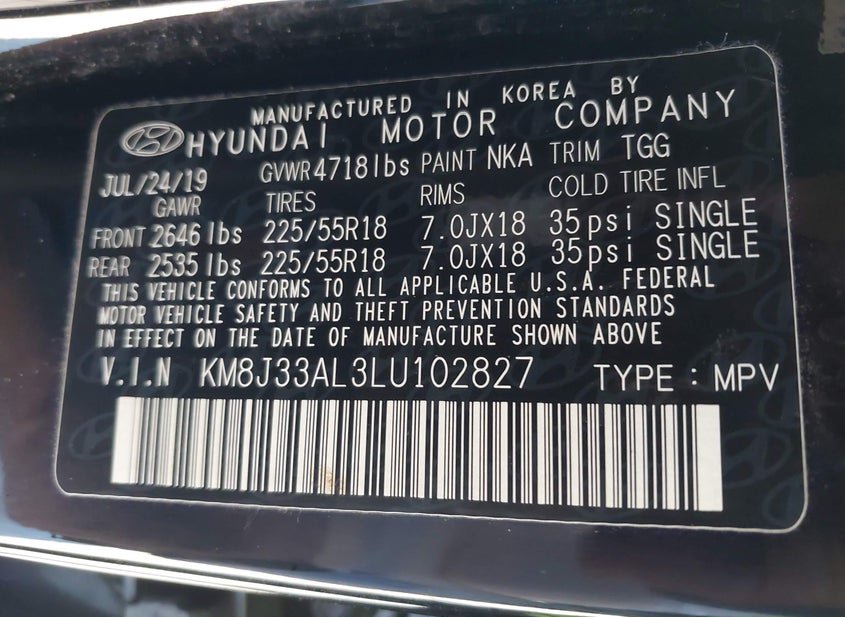 MANUFACTURED IN KOREA BY
HYUNDAI MOTOR COMPANY
JUL/24/19 GVWR 4718lbs PAINT NKA TRIM TGG
GAWR TIRES RIMS COLD TIRE INFL
FRONT 2646 lbs 225/55R18 7.0JX18 35psi SINGLE
REAR 2535 lbs 225/55R18 7.0JX18 35psi SINGLE
THIS VEHICLE CONFORMS TO ALL APPLICABLE U.S.A. FEDERAL
MOTOR VEHICLE SAFETY AND THEFT PREVENTION STANDARDS
IN EFFECT ON THE DATE OF MANUFACTURE SHOWN ABOVE
V.I.N KM8J33AL3LU102827 TYPE : MPV